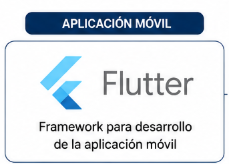 APLICACIÓN MÓVIL
Flutter
Framework para desarrollo
de la aplicación móvil